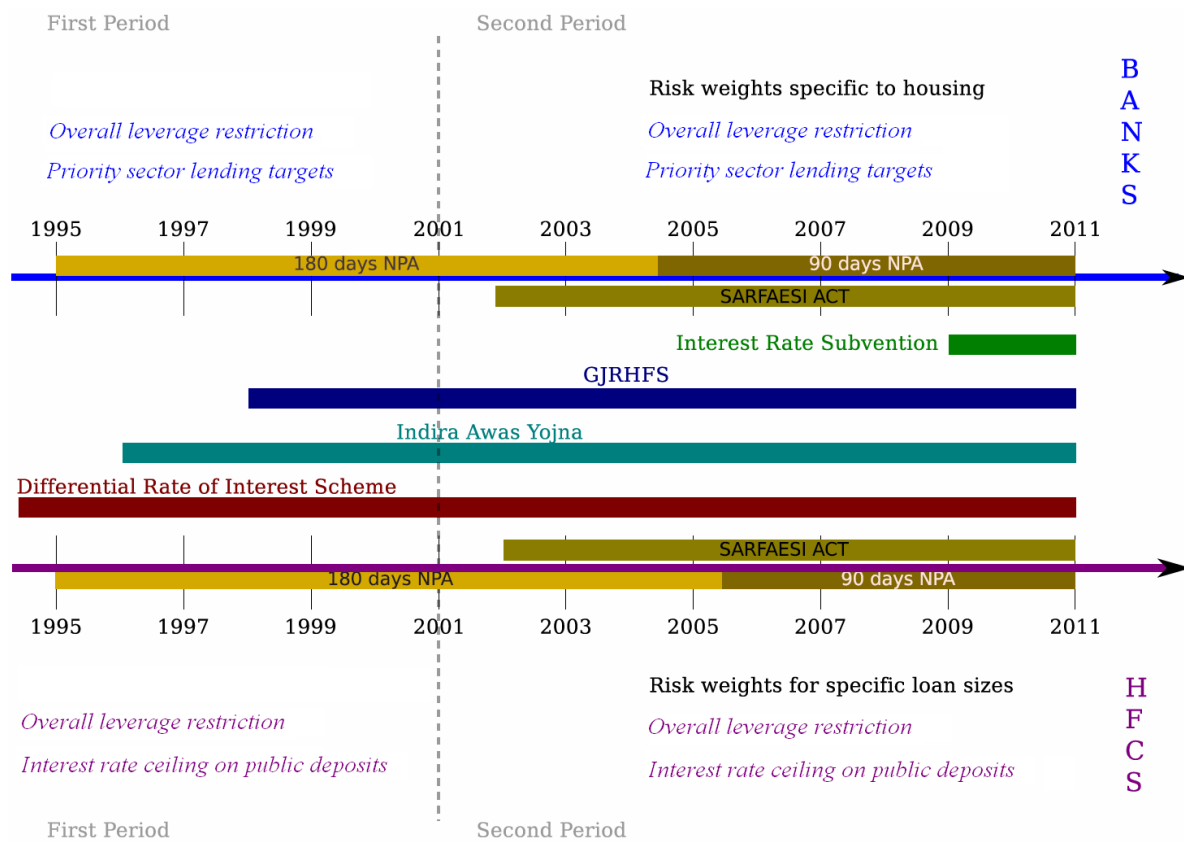 First Period Second Period
Risk weights specific to housing
Overall leverage restriction Overall leverage restriction
Priority sector lending targets Priority sector lending targets
B
A
N
K
S
1995 1997 1999 2001 2003 2005 2007 2009 2011
180 days NPA 90 days NPA
SARFAESI ACT
Interest Rate Subvention
GJRHFS
Indira Awas Yojna
Differential Rate of Interest Scheme
SARFAESI ACT
180 days NPA 90 days NPA
1995 1997 1999 2001 2003 2005 2007 2009 2011
Risk weights for specific loan sizes
Overall leverage restriction Overall leverage restriction
Interest rate ceiling on public deposits Interest rate ceiling on public deposits
H
F
C
S
First Period Second Period